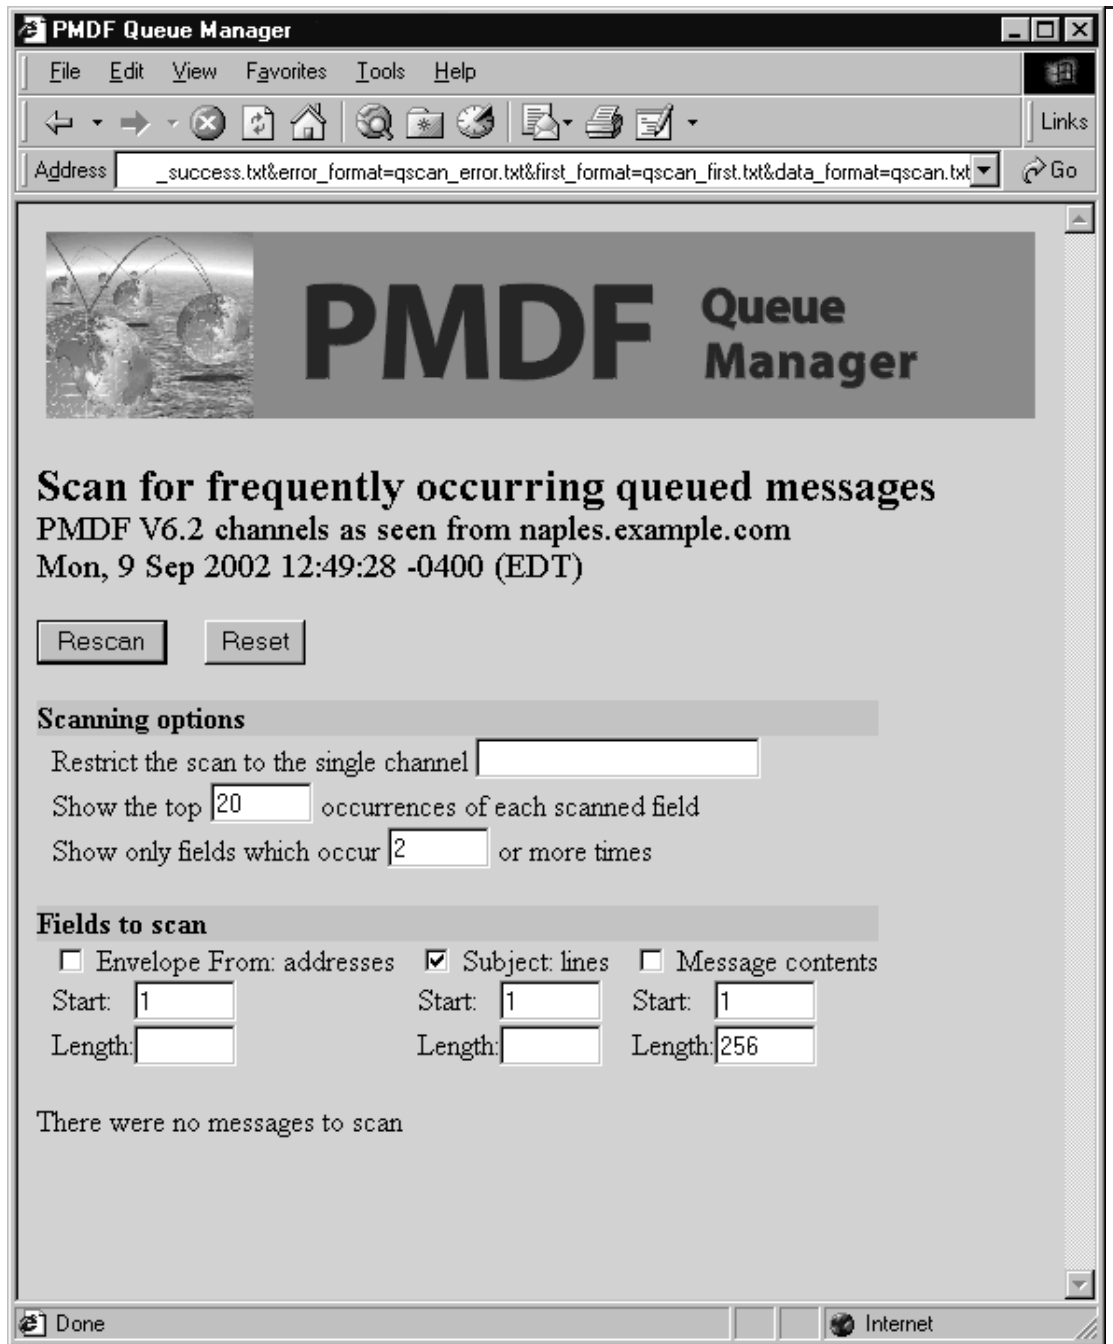 PMDF Queue Manager
File Edit View Favorites Tools Help
Links
Address _success.txt&error_format=qscan_error.txt&first_format=qscan_first.txt&data_format=qscan.txt Go
PMDF Queue Manager
Scan for frequently occurring queued messages
PMDF V6.2 channels as seen from naples.example.com
Mon, 9 Sep 2002 12:49:28 -0400 (EDT)
Rescan Reset
Scanning options
Restrict the scan to the single channel
Show the top 20 occurrences of each scanned field
Show only fields which occur 2 or more times
Fields to scan
Envelope From: addresses Subject: lines Message contents
Start: 1 Start: 1 Start: 1
Length: Length: Length: 256
There were no messages to scan
Done Internet